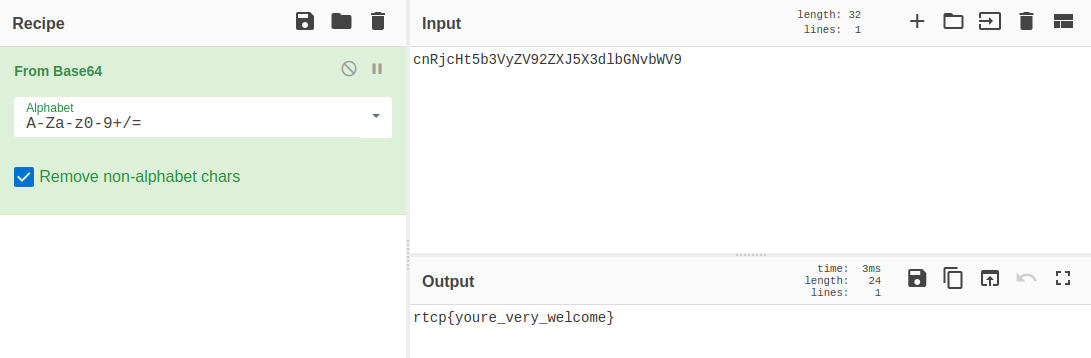 Recipe
From Base64
Alphabet
A-Za-z0-9+/=
Remove non-alphabet chars
Input
length: 32
lines: 1
cnRjcHt5b3VyZV92ZXJ5X3dlbGNvbWV9
Output
time: 3ms
length: 24
lines: 1
rtcp{youre_very_welcome}